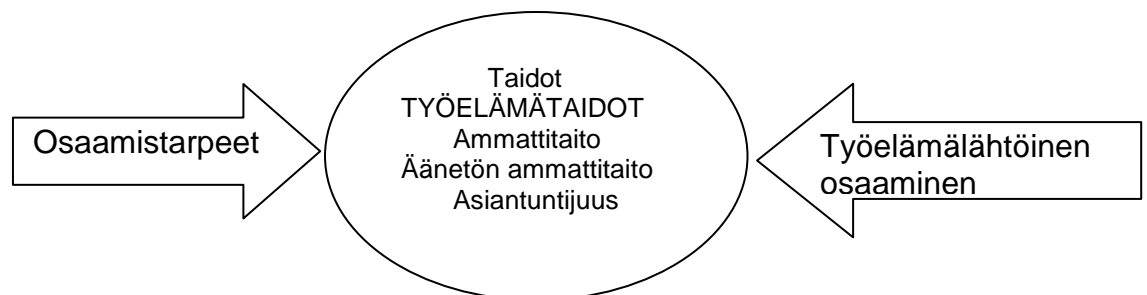 Osaamistarpeet
Taidot
TYÖELÄMÄTAIDOT
Ammattitaito
Äänetön ammattitaito
Asiantuntijuus
Työelämälähtöinen
osaaminen